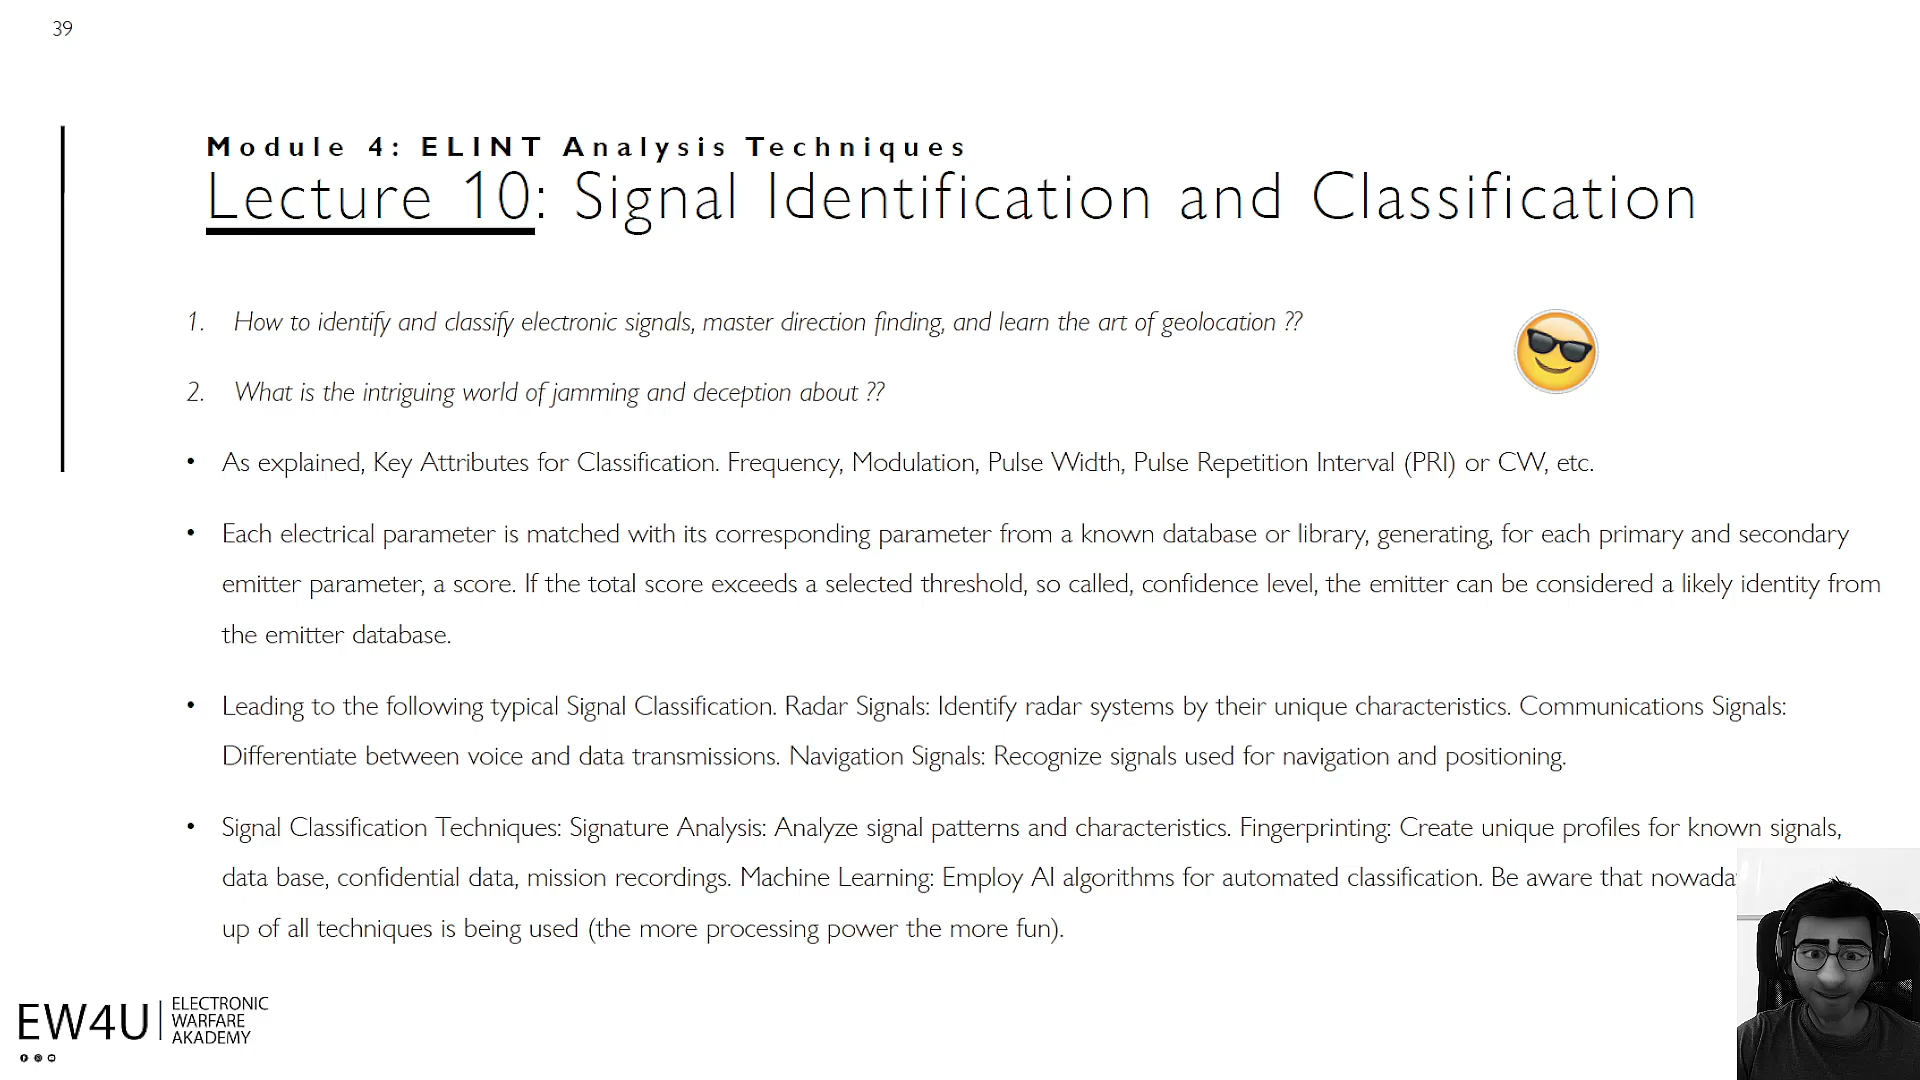 39
Module 4: ELINT Analysis Techniques
Lecture 10: Signal Identification and Classification
1. How to identify and classify electronic signals, master direction finding, and learn the art of geolocation ??
2. What is the intriguing world of jamming and deception about ??
• As explained, Key Attributes for Classification. Frequency, Modulation, Pulse Width, Pulse Repetition Interval (PRI) or CW, etc.
• Each electrical parameter is matched with its corresponding parameter from a known database or library, generating, for each primary and secondary
emitter parameter, a score. If the total score exceeds a selected threshold, so called, confidence level, the emitter can be considered a likely identity from
the emitter database.
• Leading to the following typical Signal Classification. Radar Signals: Identify radar systems by their unique characteristics. Communications Signals:
Differentiate between voice and data transmissions. Navigation Signals: Recognize signals used for navigation and positioning.
• Signal Classification Techniques: Signature Analysis: Analyze signal patterns and characteristics. Fingerprinting: Create unique profiles for known signals,
data base, confidential data, mission recordings. Machine Learning: Employ AI algorithms for automated classification. Be aware that
up of all techniques is being used (the more processing power the more fun).
EW4U
ELECTRONIC
WARFARE
AKADEMY